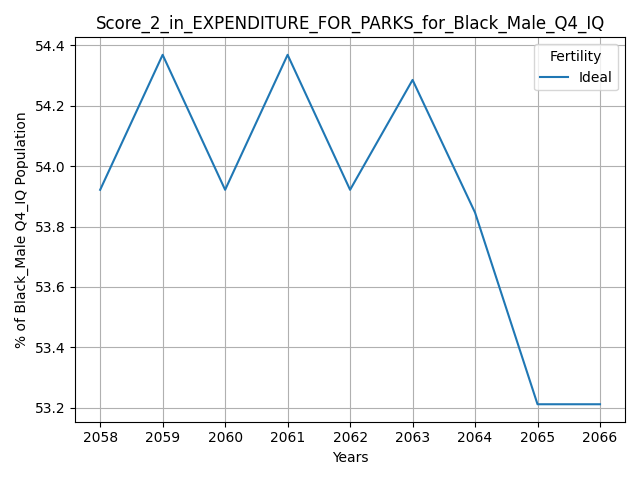 Score_2_in_EXPENDITURE_FOR_PARKS_for_Black_Male_Q4_IQ
Fertility
Ideal
% of Black_Male Q4_IQ Population
54.4
54.2
54.0
53.8
53.6
53.4
53.2
2058 2059 2060 2061 2062 2063 2064 2065 2066
Years